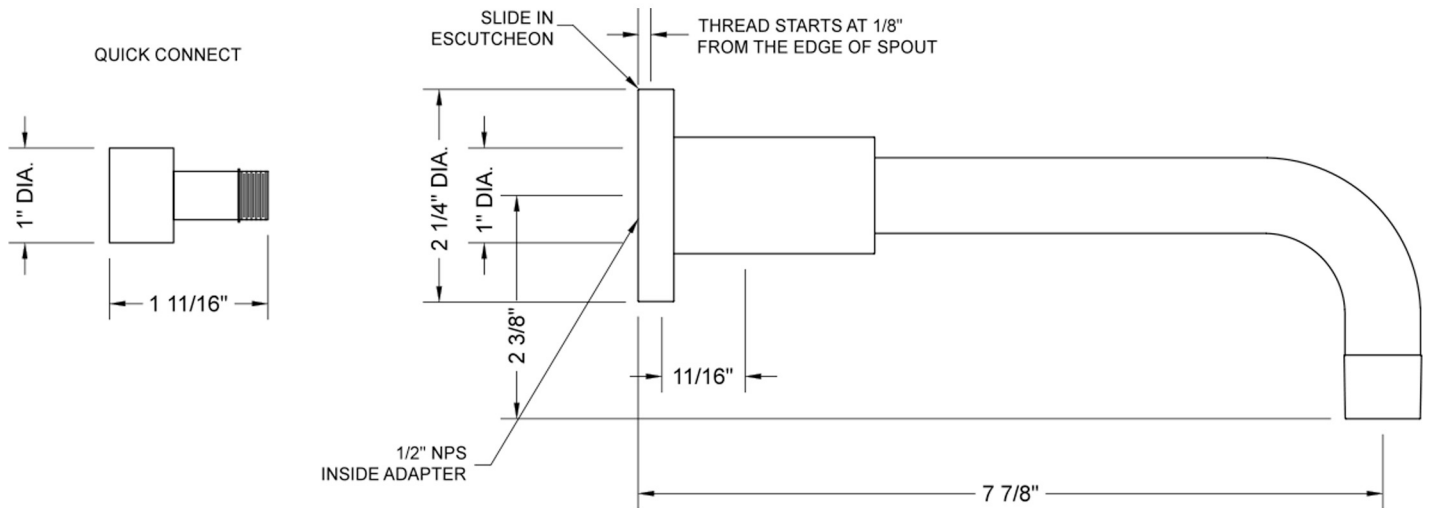 QUICK CONNECT
1" DIA.
1 11/16"
SLIDE IN
ESCUTCHEON
THREAD STARTS AT 1/8"
FROM THE EDGE OF SPOUT
2 1/4" DIA.
1" DIA.
2 3/8"
11/16"
1/2" NPS
INSIDE ADAPTER
7 7/8"